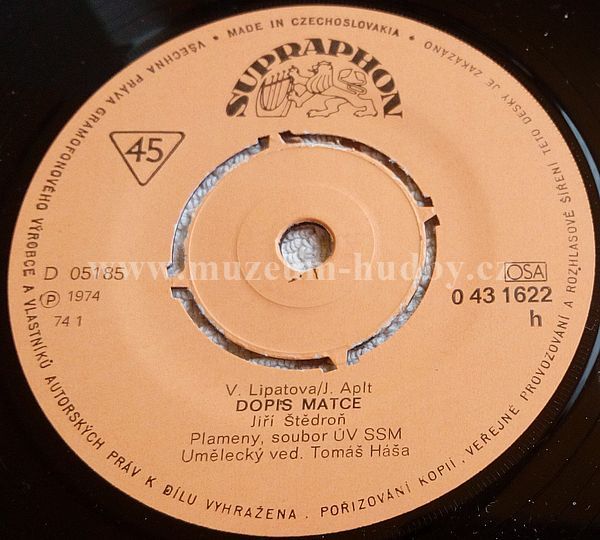 VŠECHNA PRÁVA GRAMOFONOVÉHO VÝROBCE A VLASTNÍKŮ AUTORSKÝCH PRÁV K DÍLU VYHRAŽENA. POŘIZOVÁNÍ KOPIÍ, VEŘEJNÉ PROVOZOVÁNÍ A ROZHLASOVÉ ŠÍŘENÍ TÉTO DESKY JE ZAKÁZÁNO
• MADE IN CZECHOSLOVAKIA •
SUPRAPHON
45
www.muzeum-hudby.cz
D 05185
OSA
Ⓟ 1974
0 43 1622
74 1
h
V. Lipatova/J. Aplt
DOPIS MATCE
Jiří Štědroň
Plameny, soubor ÚV SSM
Umělecký ved. Tomáš Háša